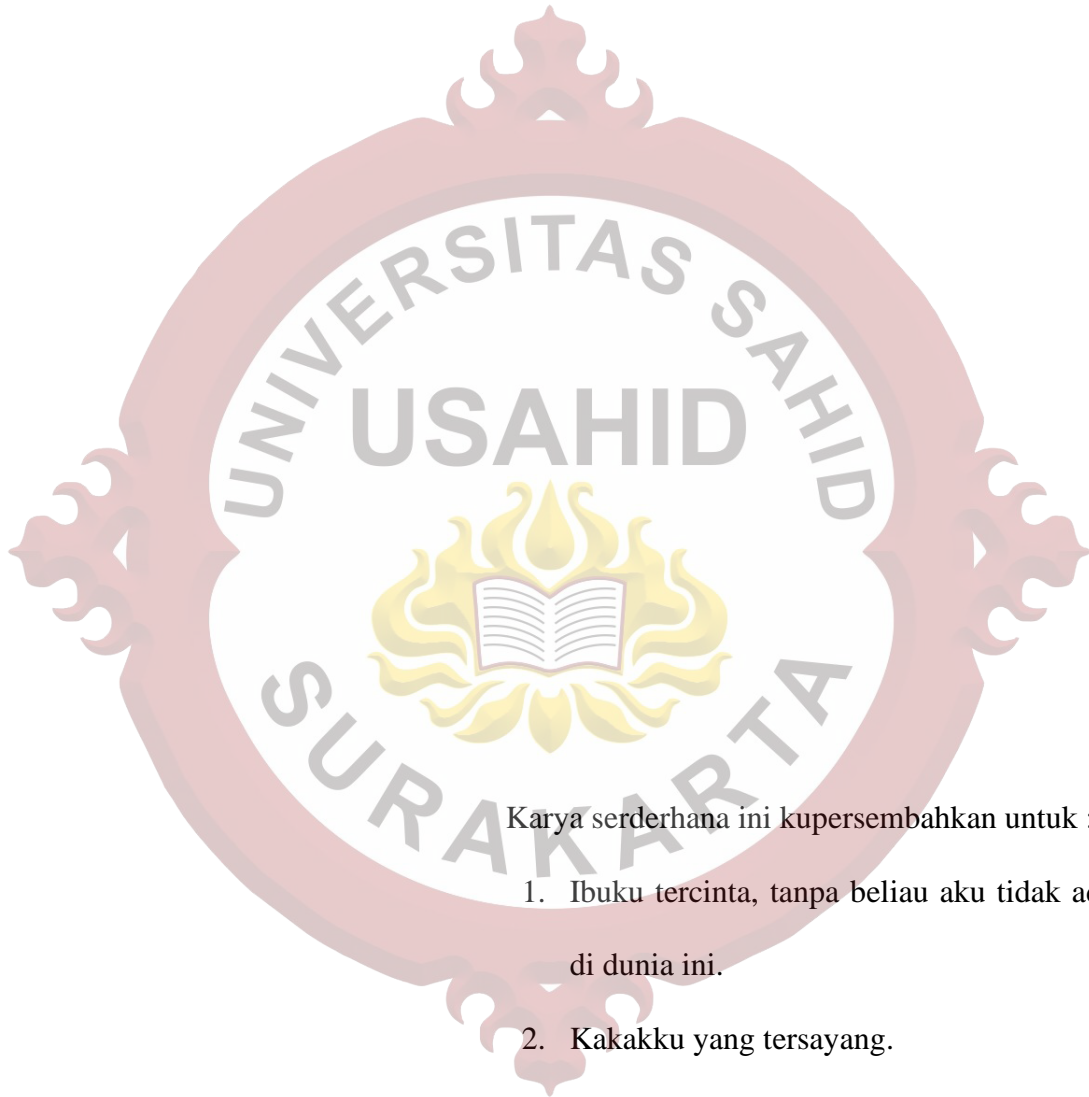 UNIVERSITAS SAHID
USAHID
SURAKARTA
Karya serderhana ini kupersembahkan untuk :
1. Ibuku tercinta, tanpa beliau aku tidak
di dunia ini.
2. Kakakku yang tersayang.